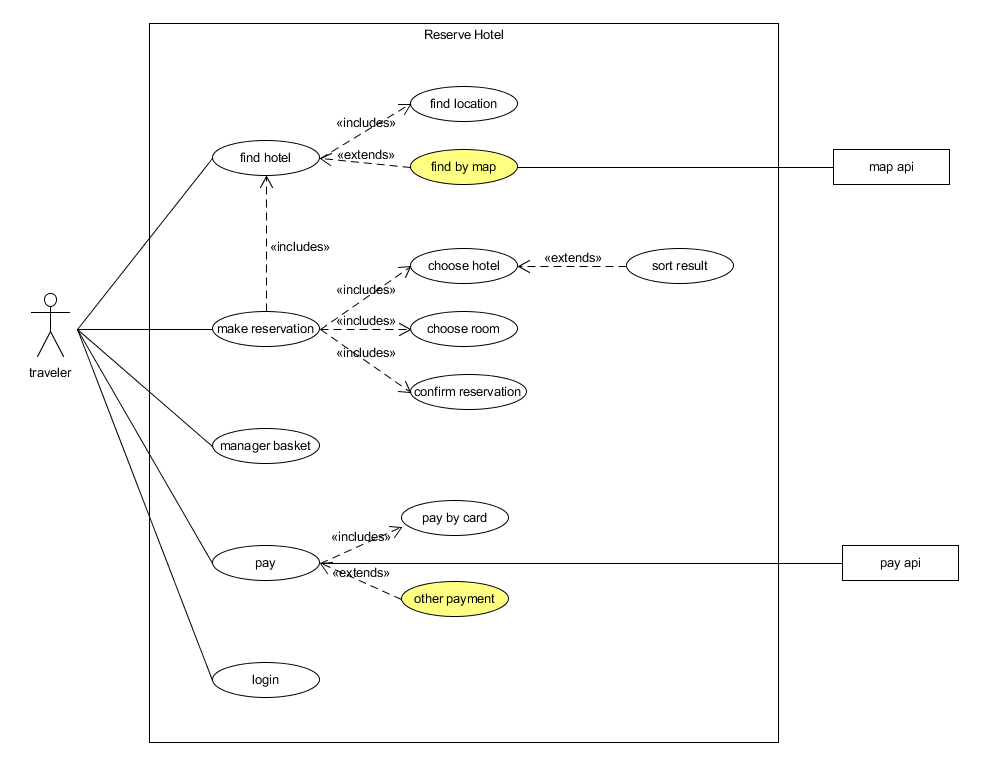 Reserve Hotel
find location
«includes»
«extends»
find hotel
find by map
map api
«includes»
choose hotel
«extends»
sort result
«includes»
make reservation
«includes»
choose room
«includes»
traveler
confirm reservation
manager basket
pay by card
«includes»
pay
pay api
«extends»
other payment
login